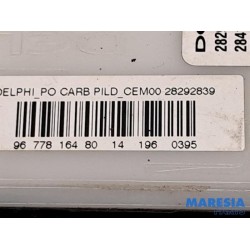 DELPHI_PO CARB PILD_CEM00 28292839
96 778 164 80 14 196 0395
282
284
MARESIA